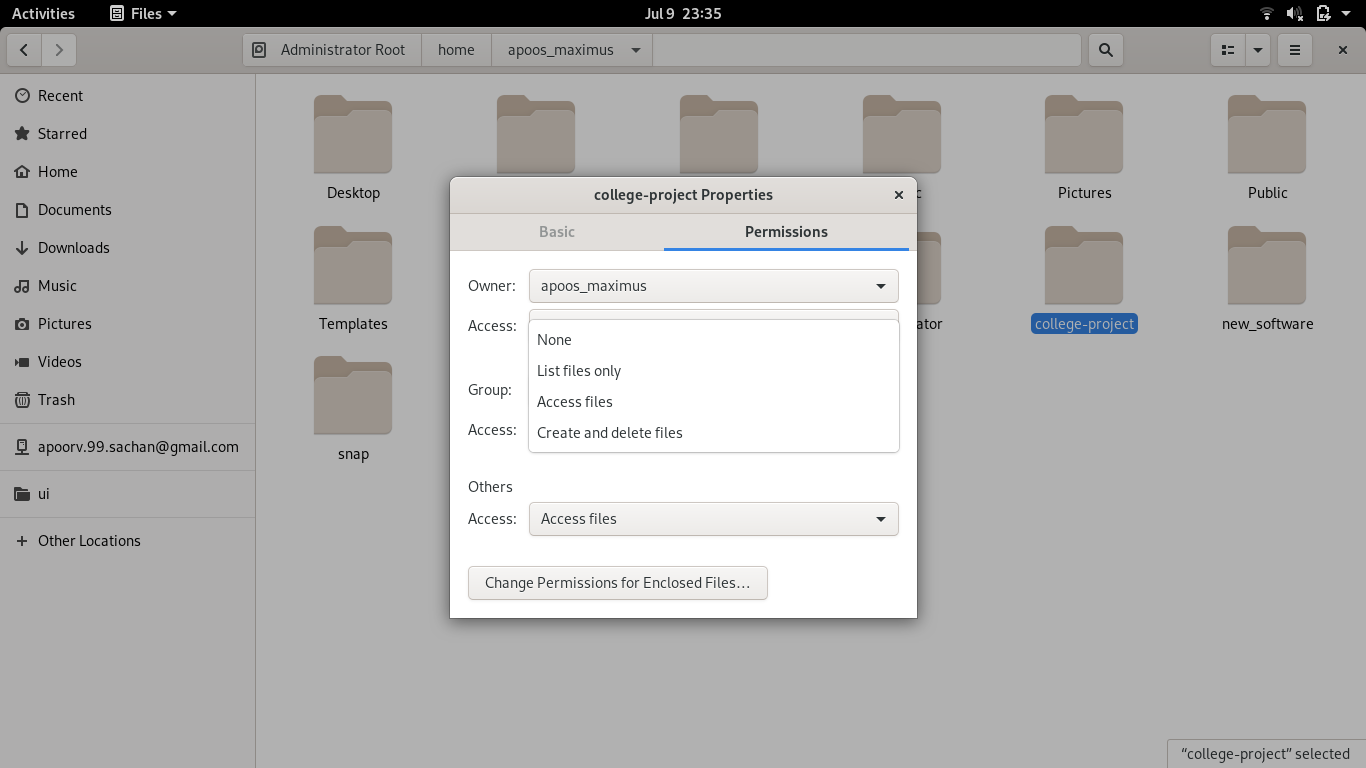 Activities Files Jul 9 23:35
Administrator Root home apoos_maximus
Recent
Starred
Home
Documents
Downloads
Music
Pictures
Videos
Trash
apoorv.99.sachan@gmail.com
ui
Other Locations
Desktop
Pictures
Public
Templates
college-project
new_software
snap
college-project Properties
Basic Permissions
Owner: apoos_maximus
Access:
None
List files only
Access files
Create and delete files
Group:
Access:
Others
Access: Access files
Change Permissions for Enclosed Files…
“college-project” selected